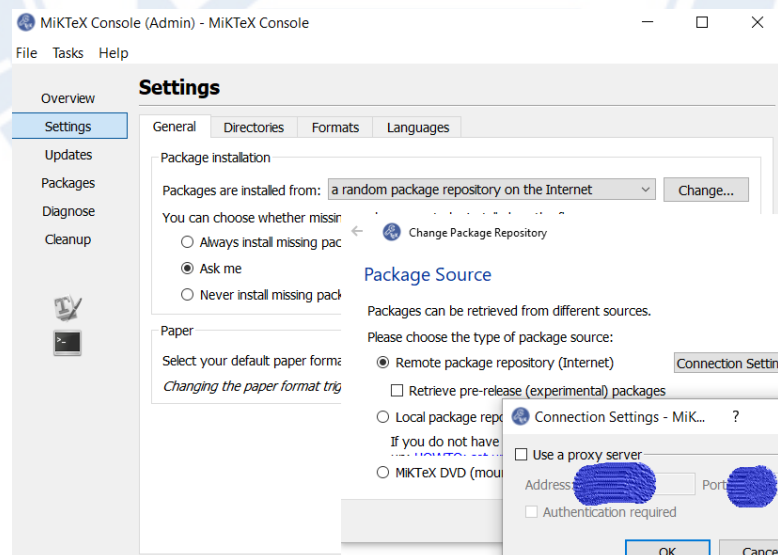 MiKTeX Console (Admin) - MiKTeX Console
File Tasks Help
Overview
Settings
Updates
Packages
Diagnose
Cleanup
Settings
General Directories Formats Languages
Package installation
Packages are installed from: a random package repository on the Internet Change...
You can choose whether missin
Always install missing pac
Ask me
Never install missing pack
Paper
Select your default paper forma
Changing the paper format trig
Change Package Repository
Package Source
Packages can be retrieved from different sources.
Please choose the type of package source:
Remote package repository (Internet) Connection Settin
Retrieve pre-release (experimental) packages
Local package repo
If you do not have
MiKTeX DVD (mou
Connection Settings - MiK... ?
Use a proxy server
Address: Port
Authentication required
OK Cance